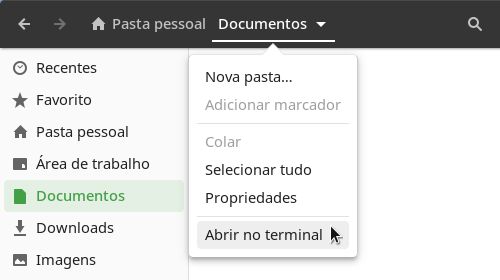 Pasta pessoal Documentos
Recentes
Favorito
Pasta pessoal
Área de trabalho
Documentos
Downloads
Imagens
Nova pasta...
Adicionar marcador
Colar
Selecionar tudo
Propriedades
Abrir no terminal